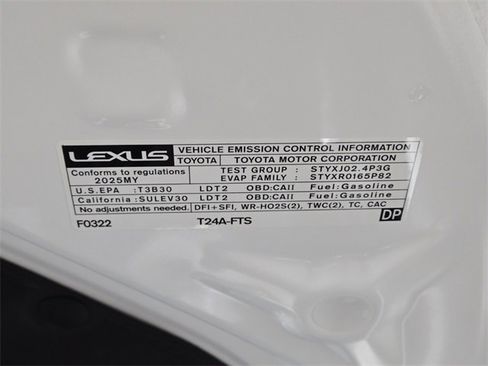 LEXUS VEHICLE EMISSION CONTROL INFORMATION
TOYOTA TOYOTA MOTOR CORPORATION
Conforms to regulations TEST GROUP : STYXJ02.4P3G
2025MY EVAP FAMILY : STYXR0165P82
U.S.EPA :T3B30 LDT2 OBD:CAII Fuel:Gasoline
California :SULEV30 LDT2 OBD:CAII Fuel:Gasoline
No adjustments needed. DFI+SFI, WR-HO2S(2), TWC(2), TC, CAC
F0322 T24A-FTS DP